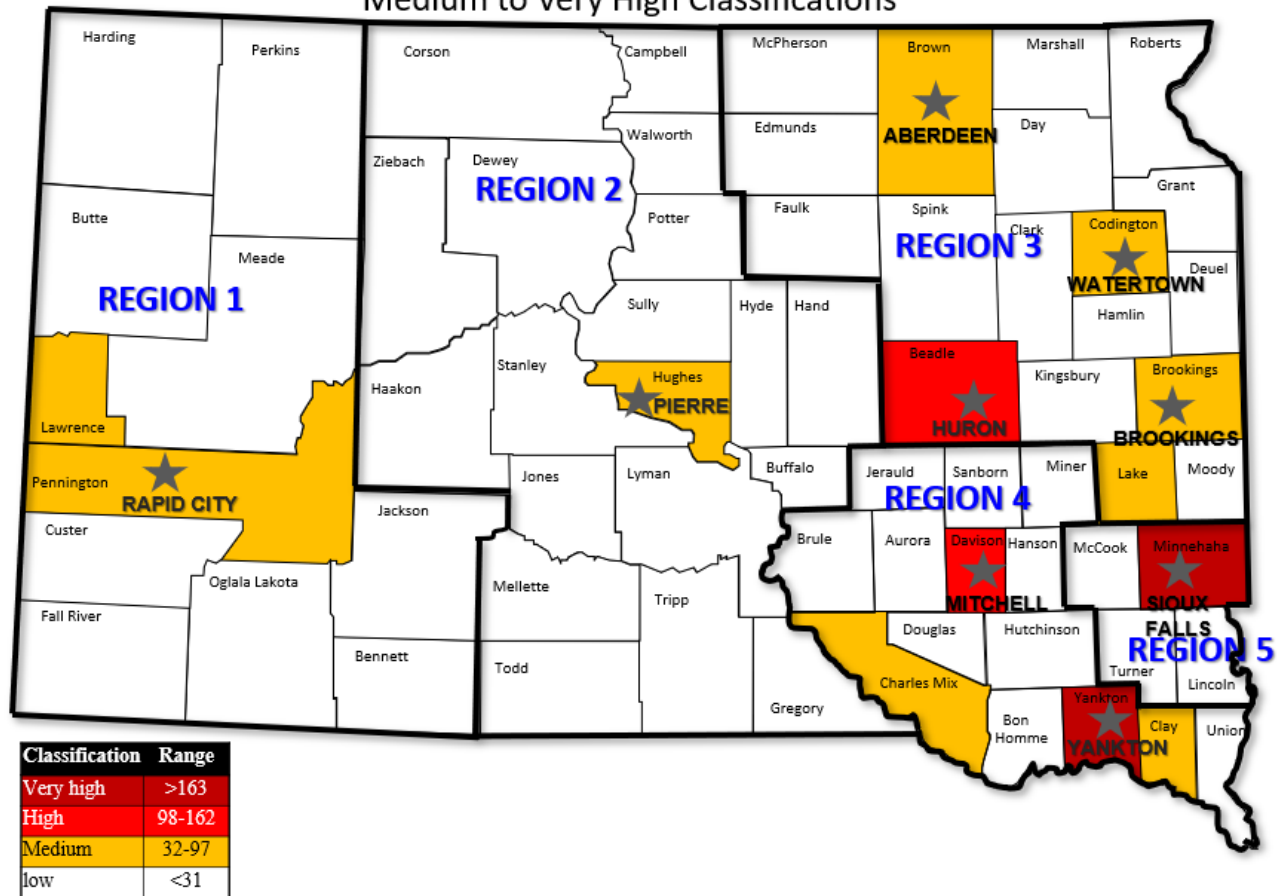 Medium to Very High Classifications
Harding
Perkins
Corson
Campbell
McPherson
Brown
Marshall
Roberts
ABERDEEN
Edmunds
Walworth
Day
Ziebach
Dewey
REGION 2
Grant
Butte
Potter
Faulk
Spink
Clark
Codington
REGION 3
Meade
Deuel
WATERTOWN
REGION 1
Sully
Hyde
Hand
Hamlin
Stanley
Beadle
Haakon
Hughes
Kingsbury
Brookings
PIERRE
Lawrence
HURON
BROOKINGS
Pennington
RAPID CITY
Jones
Lyman
Buffalo
Jerauld
Sanborn
Miner
Lake
Moody
REGION 4
Custer
Jackson
Brule
Aurora
Davison
Hanson
McCook
Minnehaha
Oglala Lakota
Mellette
Tripp
MITCHELL
SIOUX
FALLS
Fall River
Douglas
Hutchinson
REGION 5
Bennett
Todd
Turner
Lincoln
Charles Mix
Gregory
Yankton
Bon
Homme
YANKTON
Clay
Union
Classification Range
Very high >163
High 98-162
Medium 32-97
low <31